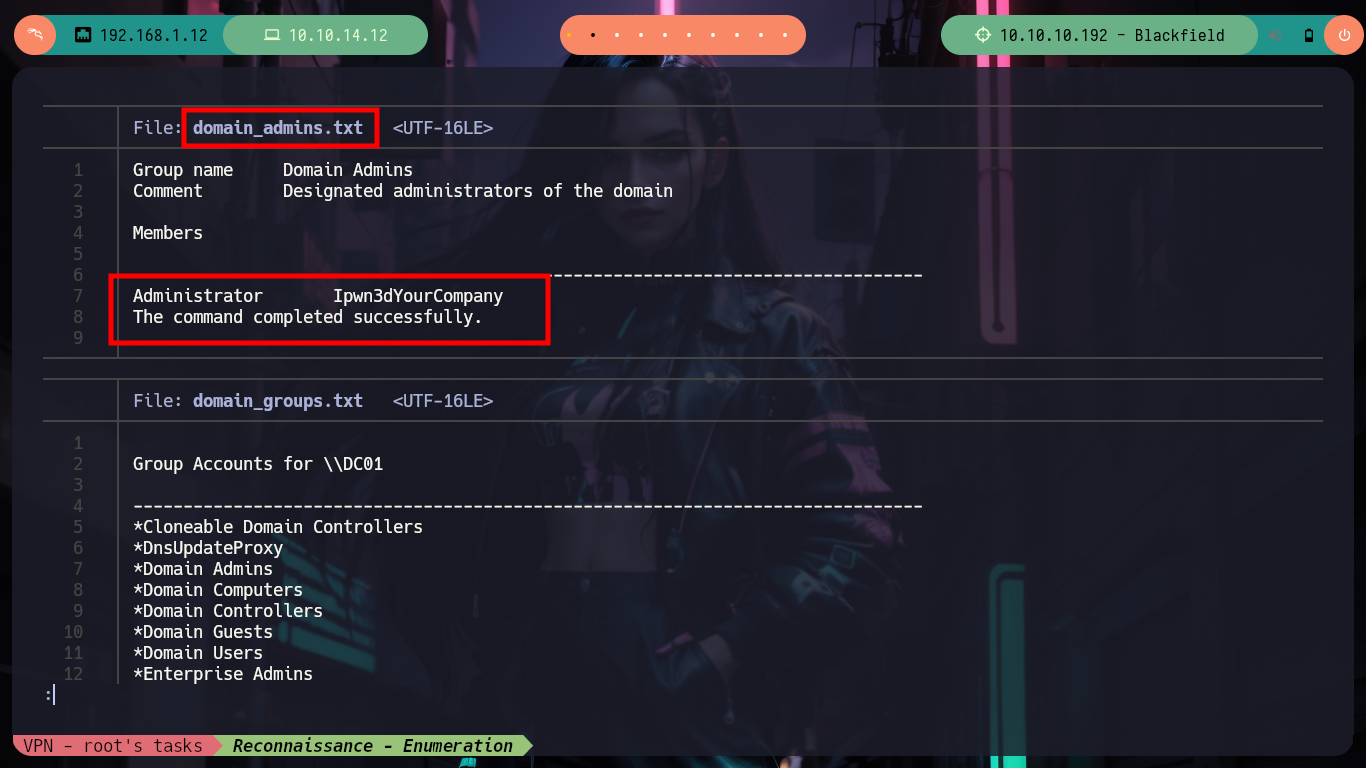 192.168.1.12 10.10.14.12 10.10.10.192 - Blackfield
File: domain_admins.txt <UTF-16LE>
1 Group name Domain Admins
2 Comment Designated administrators of the domain
3
4 Members
5
6 -------------------------------------
7 Administrator Ipwn3dYourCompany
8 The command completed successfully.
9
File: domain_groups.txt <UTF-16LE>
1
2 Group Accounts for \\DC01
3
4 -------------------------------------------------------------------------------
5 *Cloneable Domain Controllers
6 *DnsUpdateProxy
7 *Domain Admins
8 *Domain Computers
9 *Domain Controllers
10 *Domain Guests
11 *Domain Users
12 *Enterprise Admins
:
VPN - root's tasks Reconnaissance - Enumeration